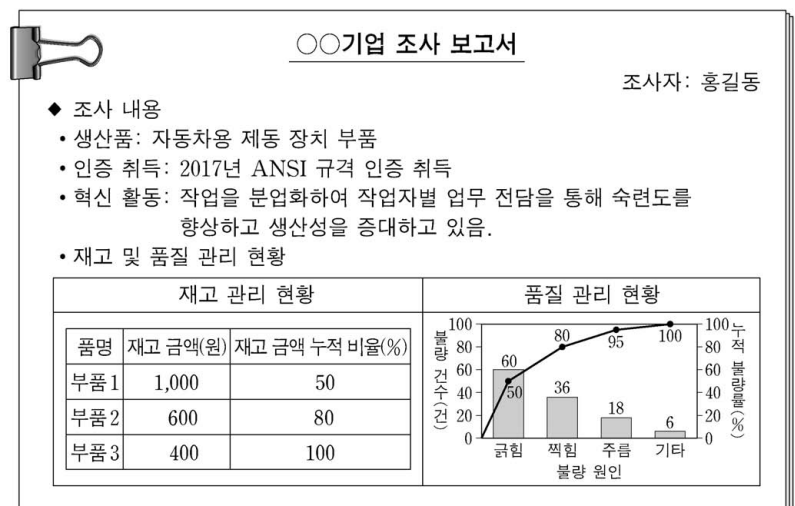 ○○기업 조사 보고서
조사자: 홍길동
◆ 조사 내용
• 생산품: 자동차용 제동 장치 부품
• 인증 취득: 2017년 ANSI 규격 인증 취득
• 혁신 활동: 작업을 분업화하여 작업자별 업무 전담을 통해 숙련도를
향상하고 생산성을 증대하고 있음.
• 재고 및 품질 관리 현황
재고 관리 현황
품명 재고 금액(원) 재고 금액 누적 비율(%)
부품1 1,000 50
부품2 600 80
부품3 400 100
품질 관리 현황
불량 건수(건)
100
80
60
40
20
0
60 36 18 6
50 80 95 100
100
80
60
40
20
0
누적 불량률(%)
긁힘 찍힘 주름 기타
불량 원인